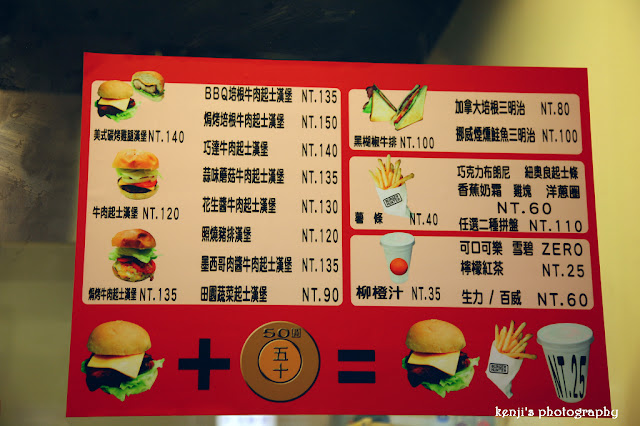 美式碳烤雞腿漢堡 NT.140
牛肉起士漢堡 NT.120
焗烤牛肉起士漢堡 NT.135
BBQ培根牛肉起士漢堡 NT.135
焗烤培根牛肉起士漢堡 NT.150
巧達牛肉起士漢堡 NT.140
蒜味蘑菇牛肉起士漢堡 NT.135
花生醬牛肉起士漢堡 NT.130
照燒豬排漢堡 NT.120
墨西哥肉醬牛肉起士漢堡 NT.135
田園蔬菜起士漢堡 NT.90
黑糊椒牛排 NT.100
加拿大培根三明治 NT.80
挪威煙燻鮭魚三明治 NT.100
薯條 NT.40
巧克力布朗尼 紐奧良起士條
香蕉奶霜 雞塊 洋蔥圈
NT.60
任選二種拼盤 NT.110
柳橙汁 NT.35
可口可樂 雪碧 ZERO
檸檬紅茶 NT.25
生力 / 百威 NT.60
+ 50圓 五十 = NT.25
kenji's photography